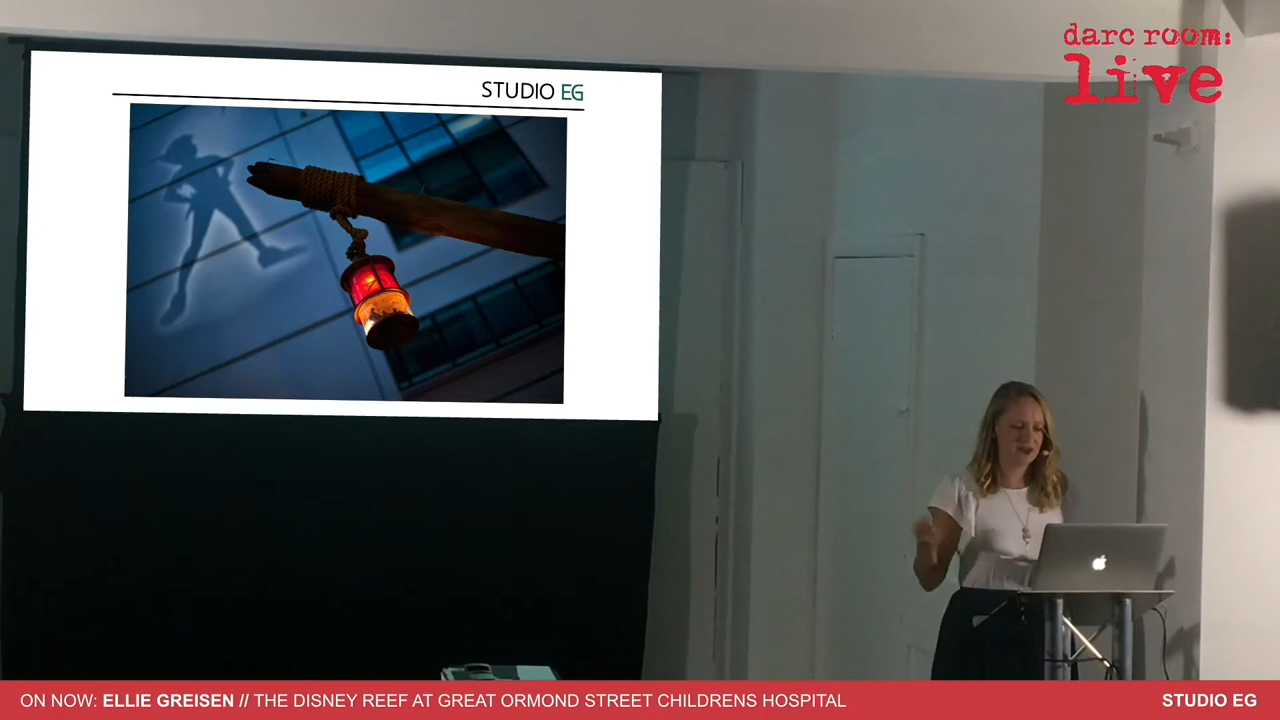 darc room:
live
STUDIO EG
ON NOW: ELLIE GREISEN // THE DISNEY REEF AT GREAT ORMOND STREET CHILDRENS HOSPITAL
STUDIO EG